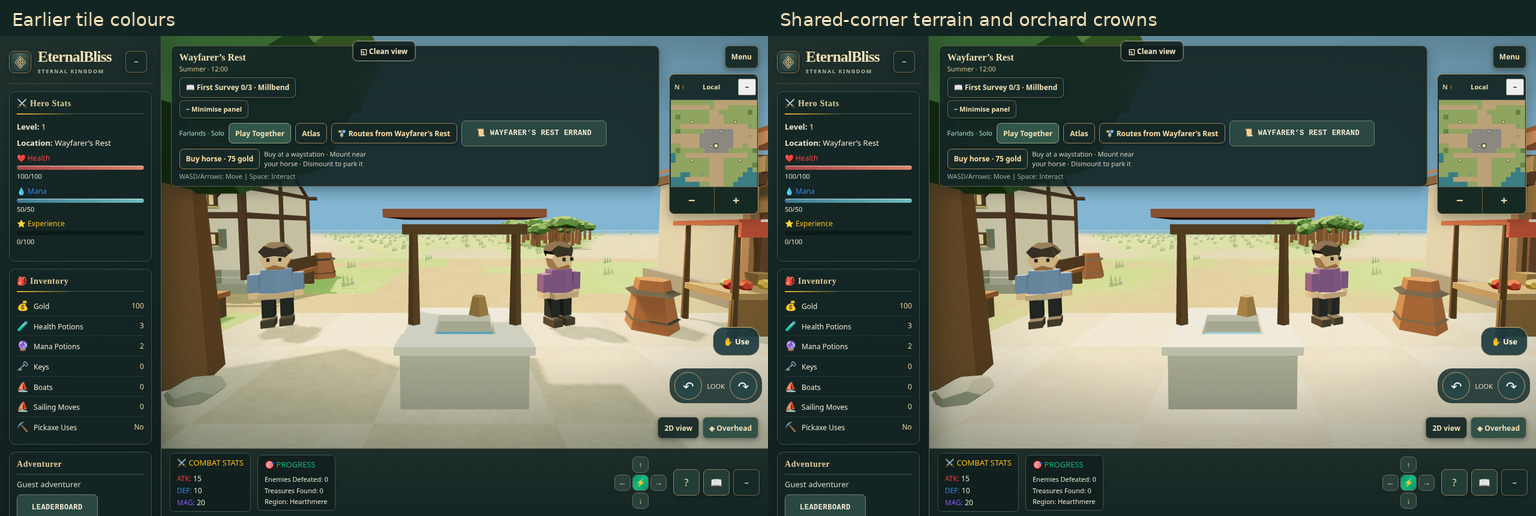 Earlier tile colours
EternalBliss
ETERNAL KINGDOM
−
⚔️ Hero Stats
Level: 1
Location: Wayfarer's Rest
❤️ Health
100/100
💧 Mana
50/50
⭐ Experience
0/100
🎒 Inventory
Gold 100
Health Potions 3
Mana Potions 2
Keys 0
Boats 0
Sailing Moves 0
Pickaxe Uses No
Adventurer
Guest adventurer
LEADERBOARD
Wayfarer's Rest
Summer · 12:00
◱ Clean view
📖 First Survey 0/3 · Millbend
− Minimise panel
Farlands · Solo
Play Together
Atlas
Routes from Wayfarer's Rest
📜 WAYFARER'S REST ERRAND
Buy horse · 75 gold
Buy at a waystation · Mount near
your horse · Dismount to park it
WASD/Arrows: Move | Space: Interact
Menu
N ↑ Local −
− +
✋ Use
↶ LOOK ↷
2D view
◈ Overhead
⚔️ COMBAT STATS
ATK: 15
DEF: 10
MAG: 20
🎯 PROGRESS
Enemies Defeated: 0
Treasures Found: 0
Region: Hearthmere
↑
← ⚡ →
↓
? 📖 −
Shared-corner terrain and orchard crowns
EternalBliss
ETERNAL KINGDOM
−
⚔️ Hero Stats
Level: 1
Location: Wayfarer's Rest
❤️ Health
100/100
💧 Mana
50/50
⭐ Experience
0/100
🎒 Inventory
Gold 100
Health Potions 3
Mana Potions 2
Keys 0
Boats 0
Sailing Moves 0
Pickaxe Uses No
Adventurer
Guest adventurer
LEADERBOARD
Wayfarer's Rest
Summer · 12:00
◱ Clean view
📖 First Survey 0/3 · Millbend
− Minimise panel
Farlands · Solo
Play Together
Atlas
Routes from Wayfarer's Rest
📜 WAYFARER'S REST ERRAND
Buy horse · 75 gold
Buy at a waystation · Mount near
your horse · Dismount to park it
WASD/Arrows: Move | Space: Interact
Menu
N ↑ Local −
− +
✋ Use
↶ LOOK ↷
2D view
◈ Overhead
⚔️ COMBAT STATS
ATK: 15
DEF: 10
MAG: 20
🎯 PROGRESS
Enemies Defeated: 0
Treasures Found: 0
Region: Hearthmere
↑
← ⚡ →
↓
? 📖 −